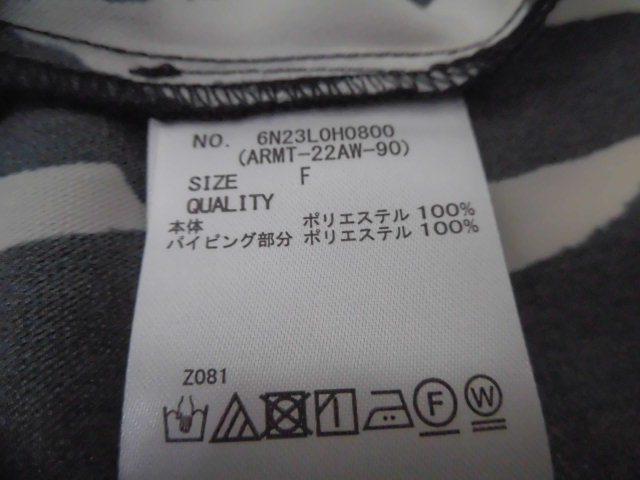 NO. 6N23L0H0800
(ARMT-22AW-90)
SIZE F
QUALITY
本体 ポリエステル 100%
パイピング部分 ポリエステル 100%
Z081
F W